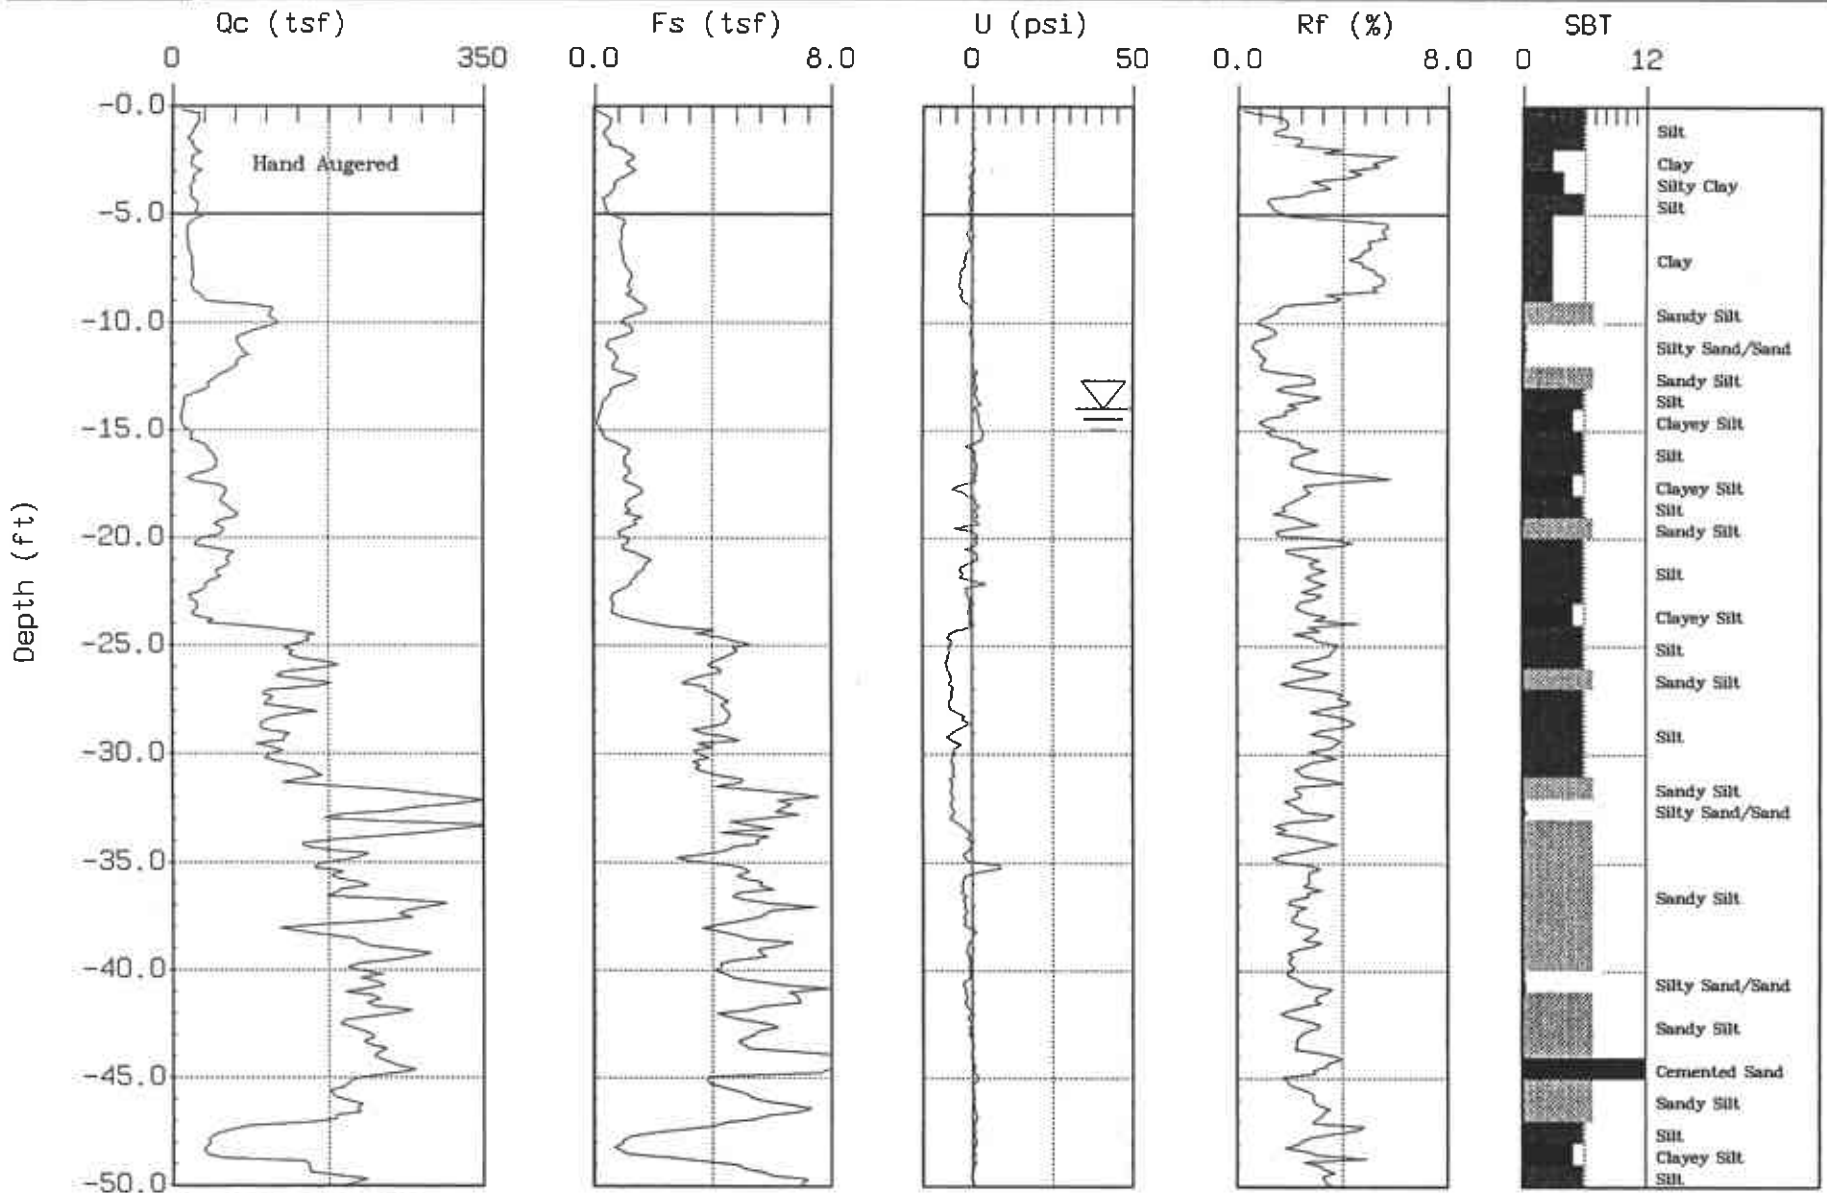 Qc (tsf) Fs (tsf) U (psi) Rf (%) SBT
0 350 0.0 8.0 0 50 0.0 8.0 0 12
-0.0
Silt
Hand Augered
Clay
Silty Clay
Silt
-5.0
Clay
Sandy Silt
-10.0
Silty Sand/Sand
Sandy Silt
Silt
Clayey Silt
-15.0
Silt
Clayey Silt
Silt
Sandy Silt
-20.0
Silt
Depth (ft)
Clayey Silt
-25.0
Silt
Sandy Silt
Silt
-30.0
Sandy Silt
Silty Sand/Sand
-35.0
Sandy Silt
-40.0
Silty Sand/Sand
Sandy Silt
Cemented Sand
-45.0
Sandy Silt
Silt
Clayey Silt
Silt
-50.0